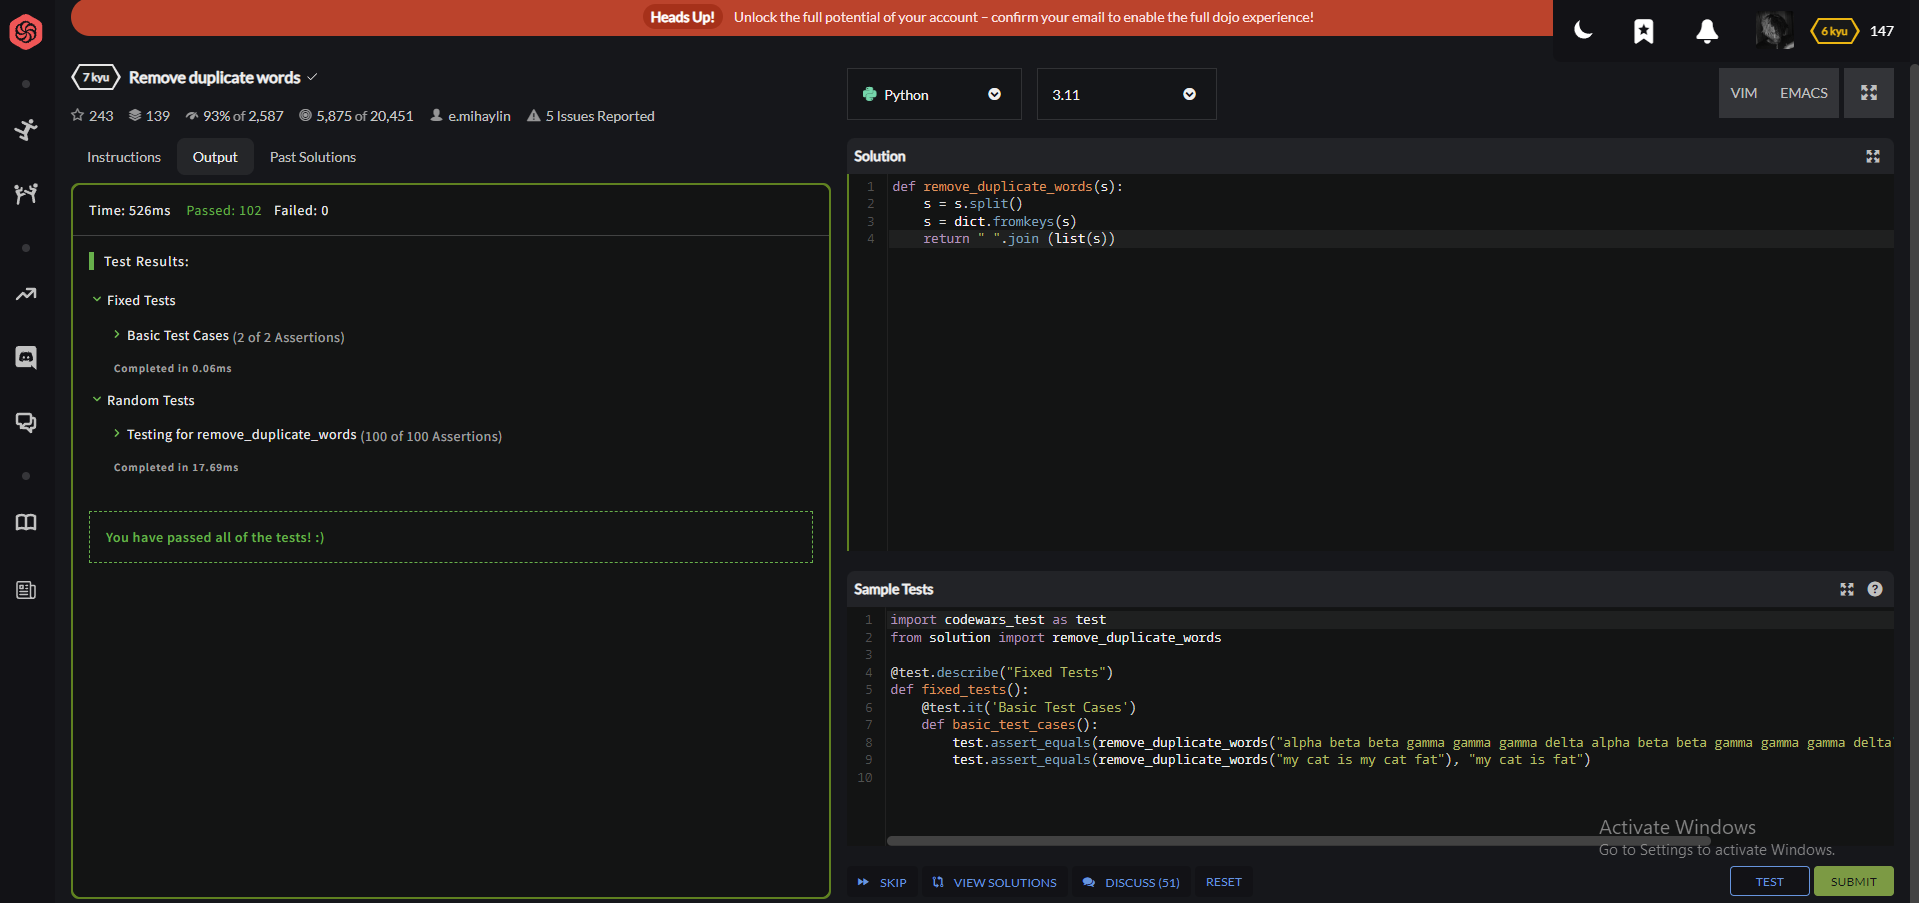 Heads Up! Unlock the full potential of your account – confirm your email to enable the full dojo experience!
6 kyu 147
7 kyu Remove duplicate words
243 139 93% of 2,587 5,875 of 20,451 e.mihaylin 5 Issues Reported
Instructions Output Past Solutions
Time: 526ms Passed: 102 Failed: 0
Test Results:
Fixed Tests
Basic Test Cases (2 of 2 Assertions)
Completed in 0.06ms
Random Tests
Testing for remove_duplicate_words (100 of 100 Assertions)
Completed in 17.69ms
You have passed all of the tests! :)
Python 3.11 VIM EMACS
Solution
1 def remove_duplicate_words(s):
2 s = s.split()
3 s = dict.fromkeys(s)
4 return " ".join (list(s))
Sample Tests
1 import codewars_test as test
2 from solution import remove_duplicate_words
3
4 @test.describe("Fixed Tests")
5 def fixed_tests():
6 @test.it('Basic Test Cases')
7 def basic_test_cases():
8 test.assert_equals(remove_duplicate_words("alpha beta beta gamma gamma gamma delta alpha beta beta gamma gamma gamma delta
9 test.assert_equals(remove_duplicate_words("my cat is my cat fat"), "my cat is fat")
10
Activate Windows
Go to Settings to activate Windows.
SKIP VIEW SOLUTIONS DISCUSS (51) RESET TEST SUBMIT